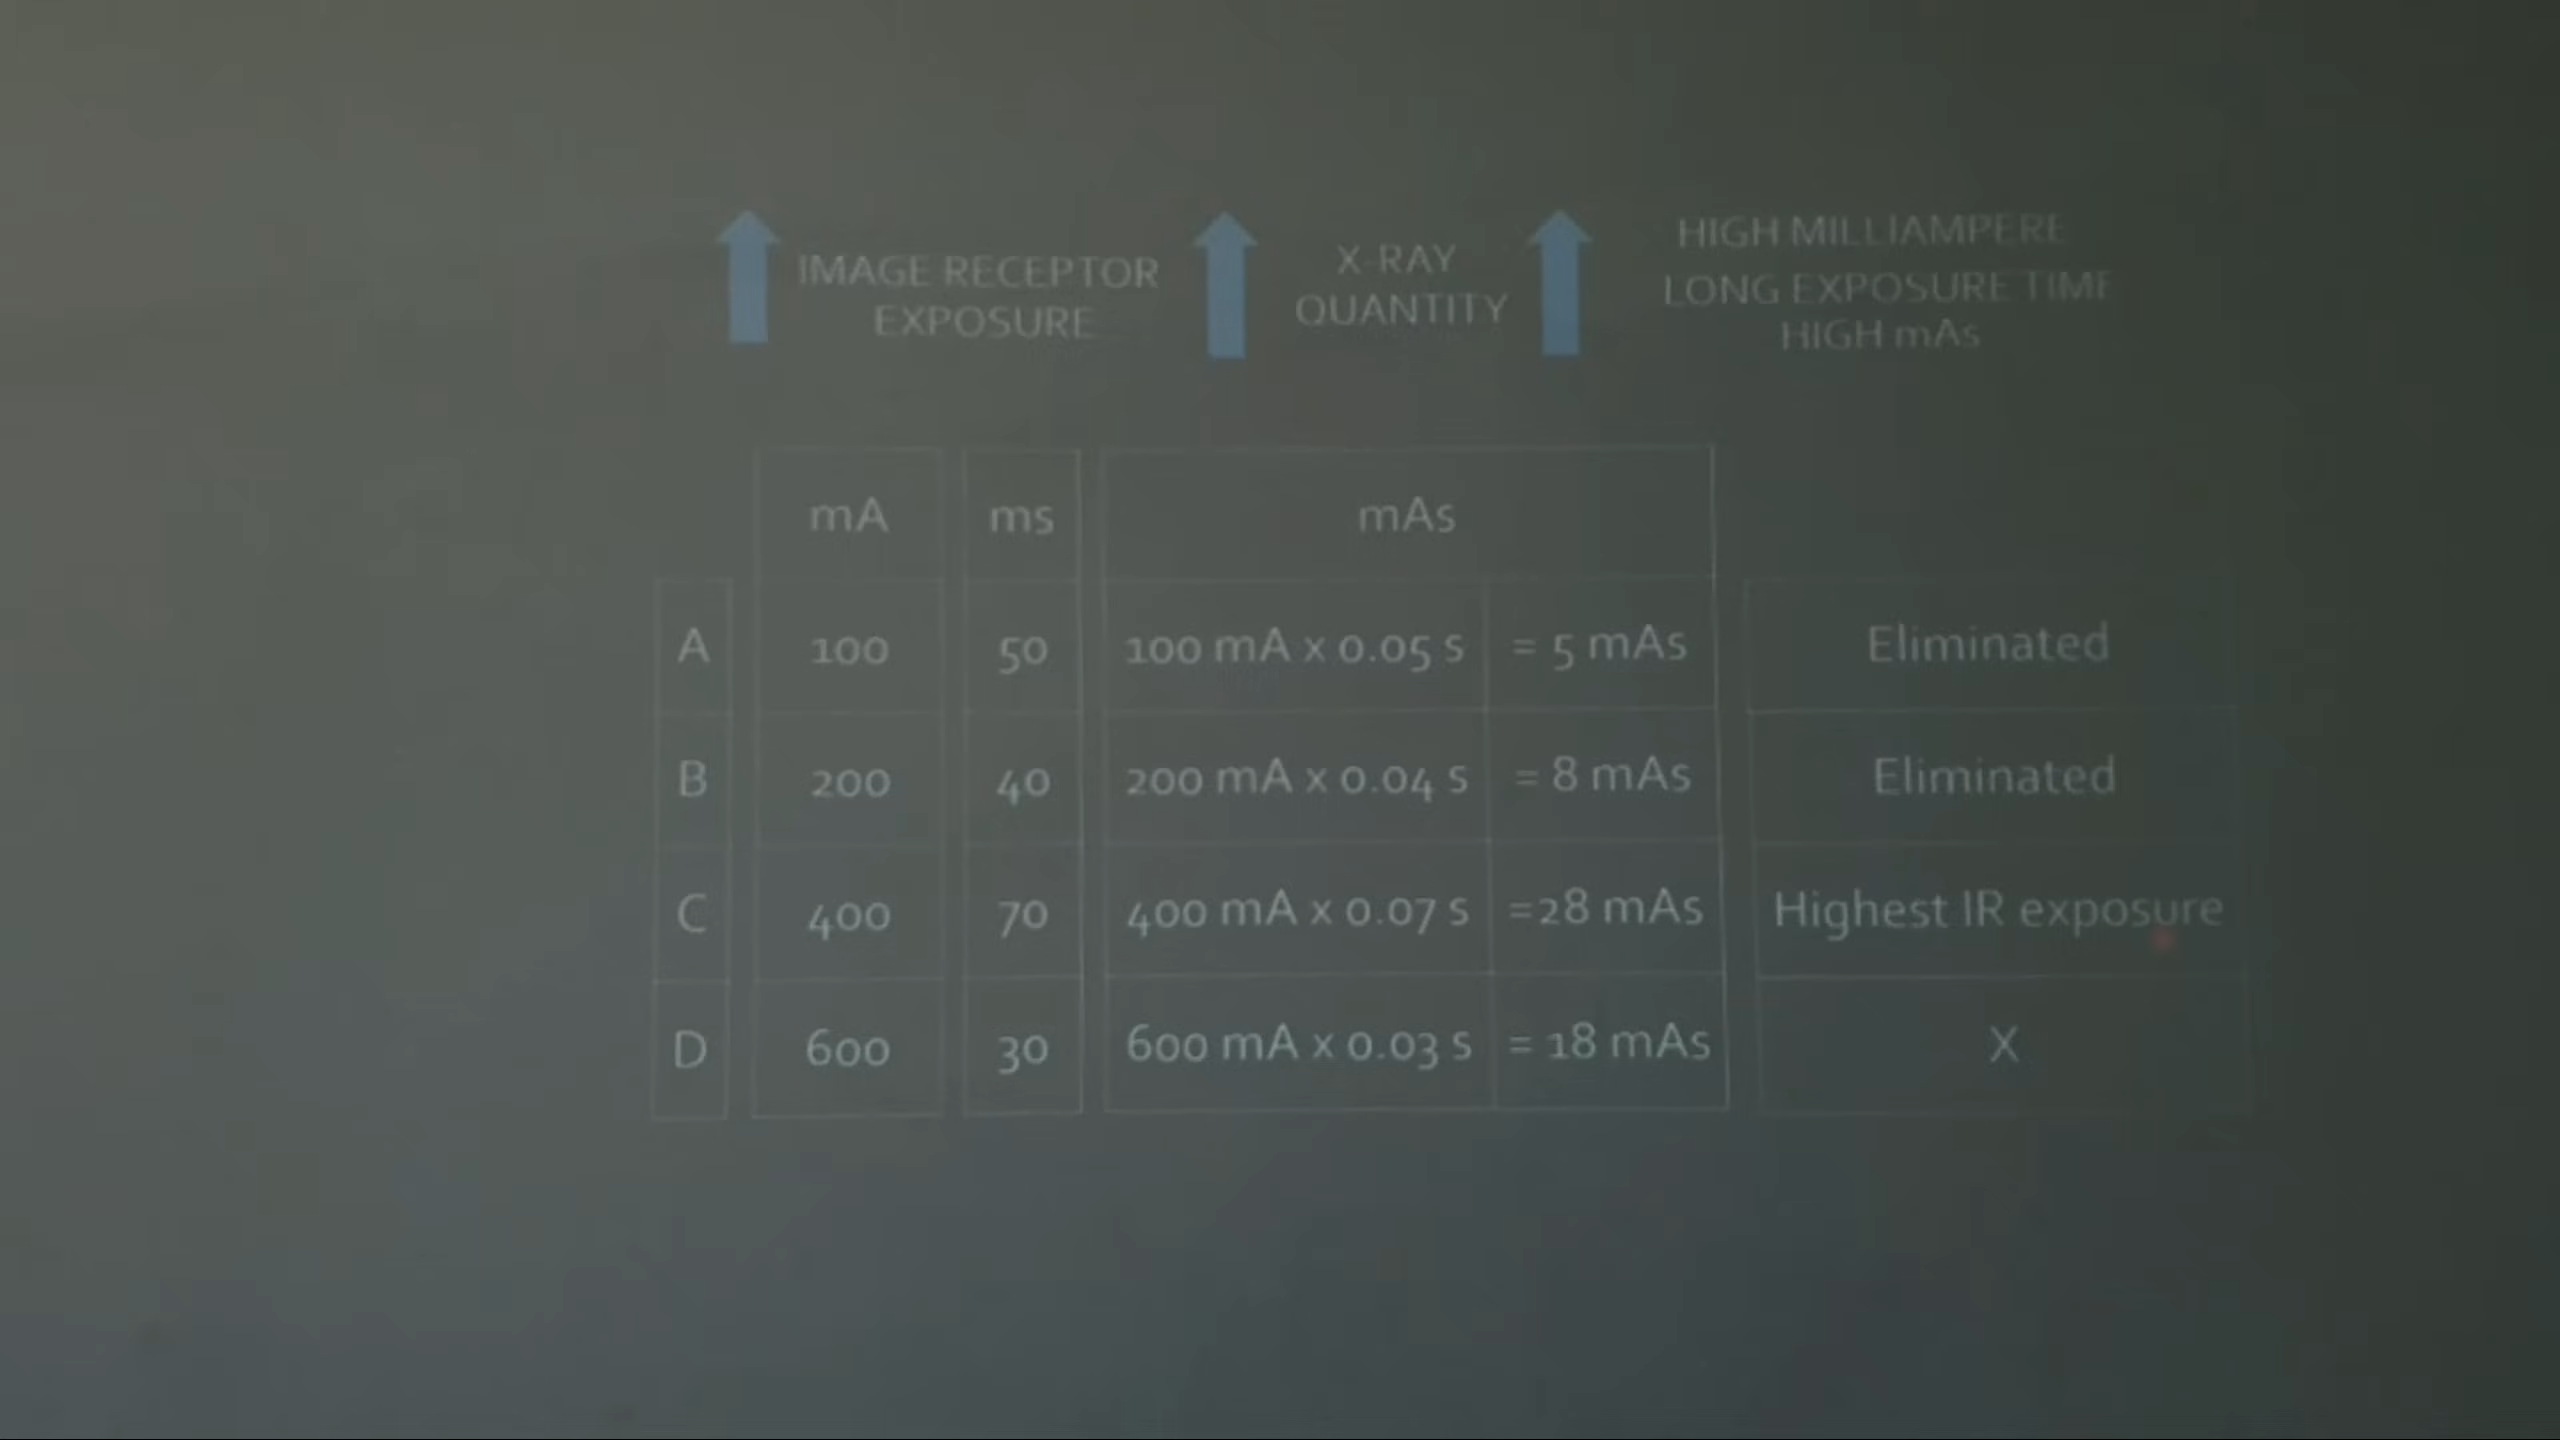 IMAGE RECEPTOR
EXPOSURE
X-RAY
QUANTITY
HIGH MILLIAMPERE
LONG EXPOSURE TIME
HIGH mAs
mA ms mAs
A 100 50 100 mA x 0.05 s = 5 mAs Eliminated
B 200 40 200 mA x 0.04 s = 8 mAs Eliminated
C 400 70 400 mA x 0.07 s =28 mAs Highest IR exposure
D 600 30 600 mA x 0.03 s = 18 mAs X